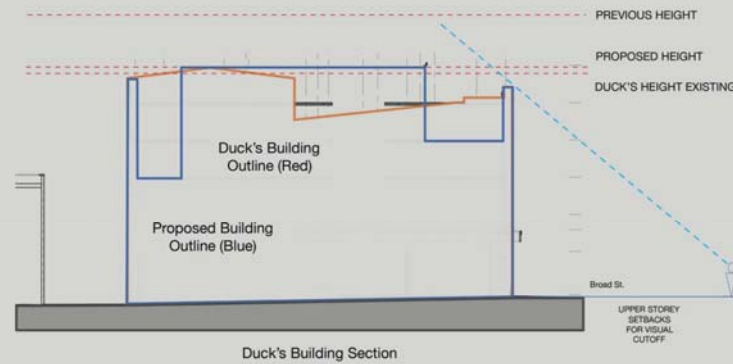 PREVIOUS HEIGHT
PROPOSED HEIGHT
DUCK'S HEIGHT EXISTING
Duck's Building
Outline (Red)
Proposed Building
Outline (Blue)
Broad St.
UPPER STOREY
SETBACKS
FOR VISUAL
CUTOFF
Duck's Building Section